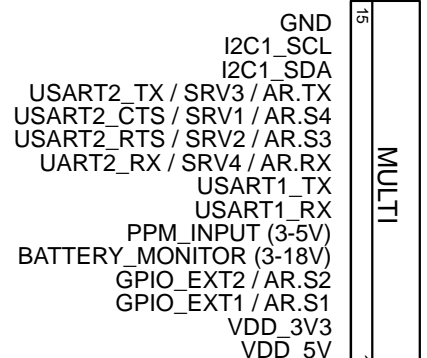 GND
15
I2C1_SCL
I2C1_SDA
USART2_TX / SRV3 / AR.TX
USART2_CTS / SRV1 / AR.S4
USART2_RTS / SRV2 / AR.S3
UART2_RX / SRV4 / AR.RX
USART1_TX
USART1_RX
PPM_INPUT (3-5V)
BATTERY_MONITOR (3-18V)
GPIO_EXT2 / AR.S2
GPIO_EXT1 / AR.S1
VDD_3V3
VDD_5V
MULTI